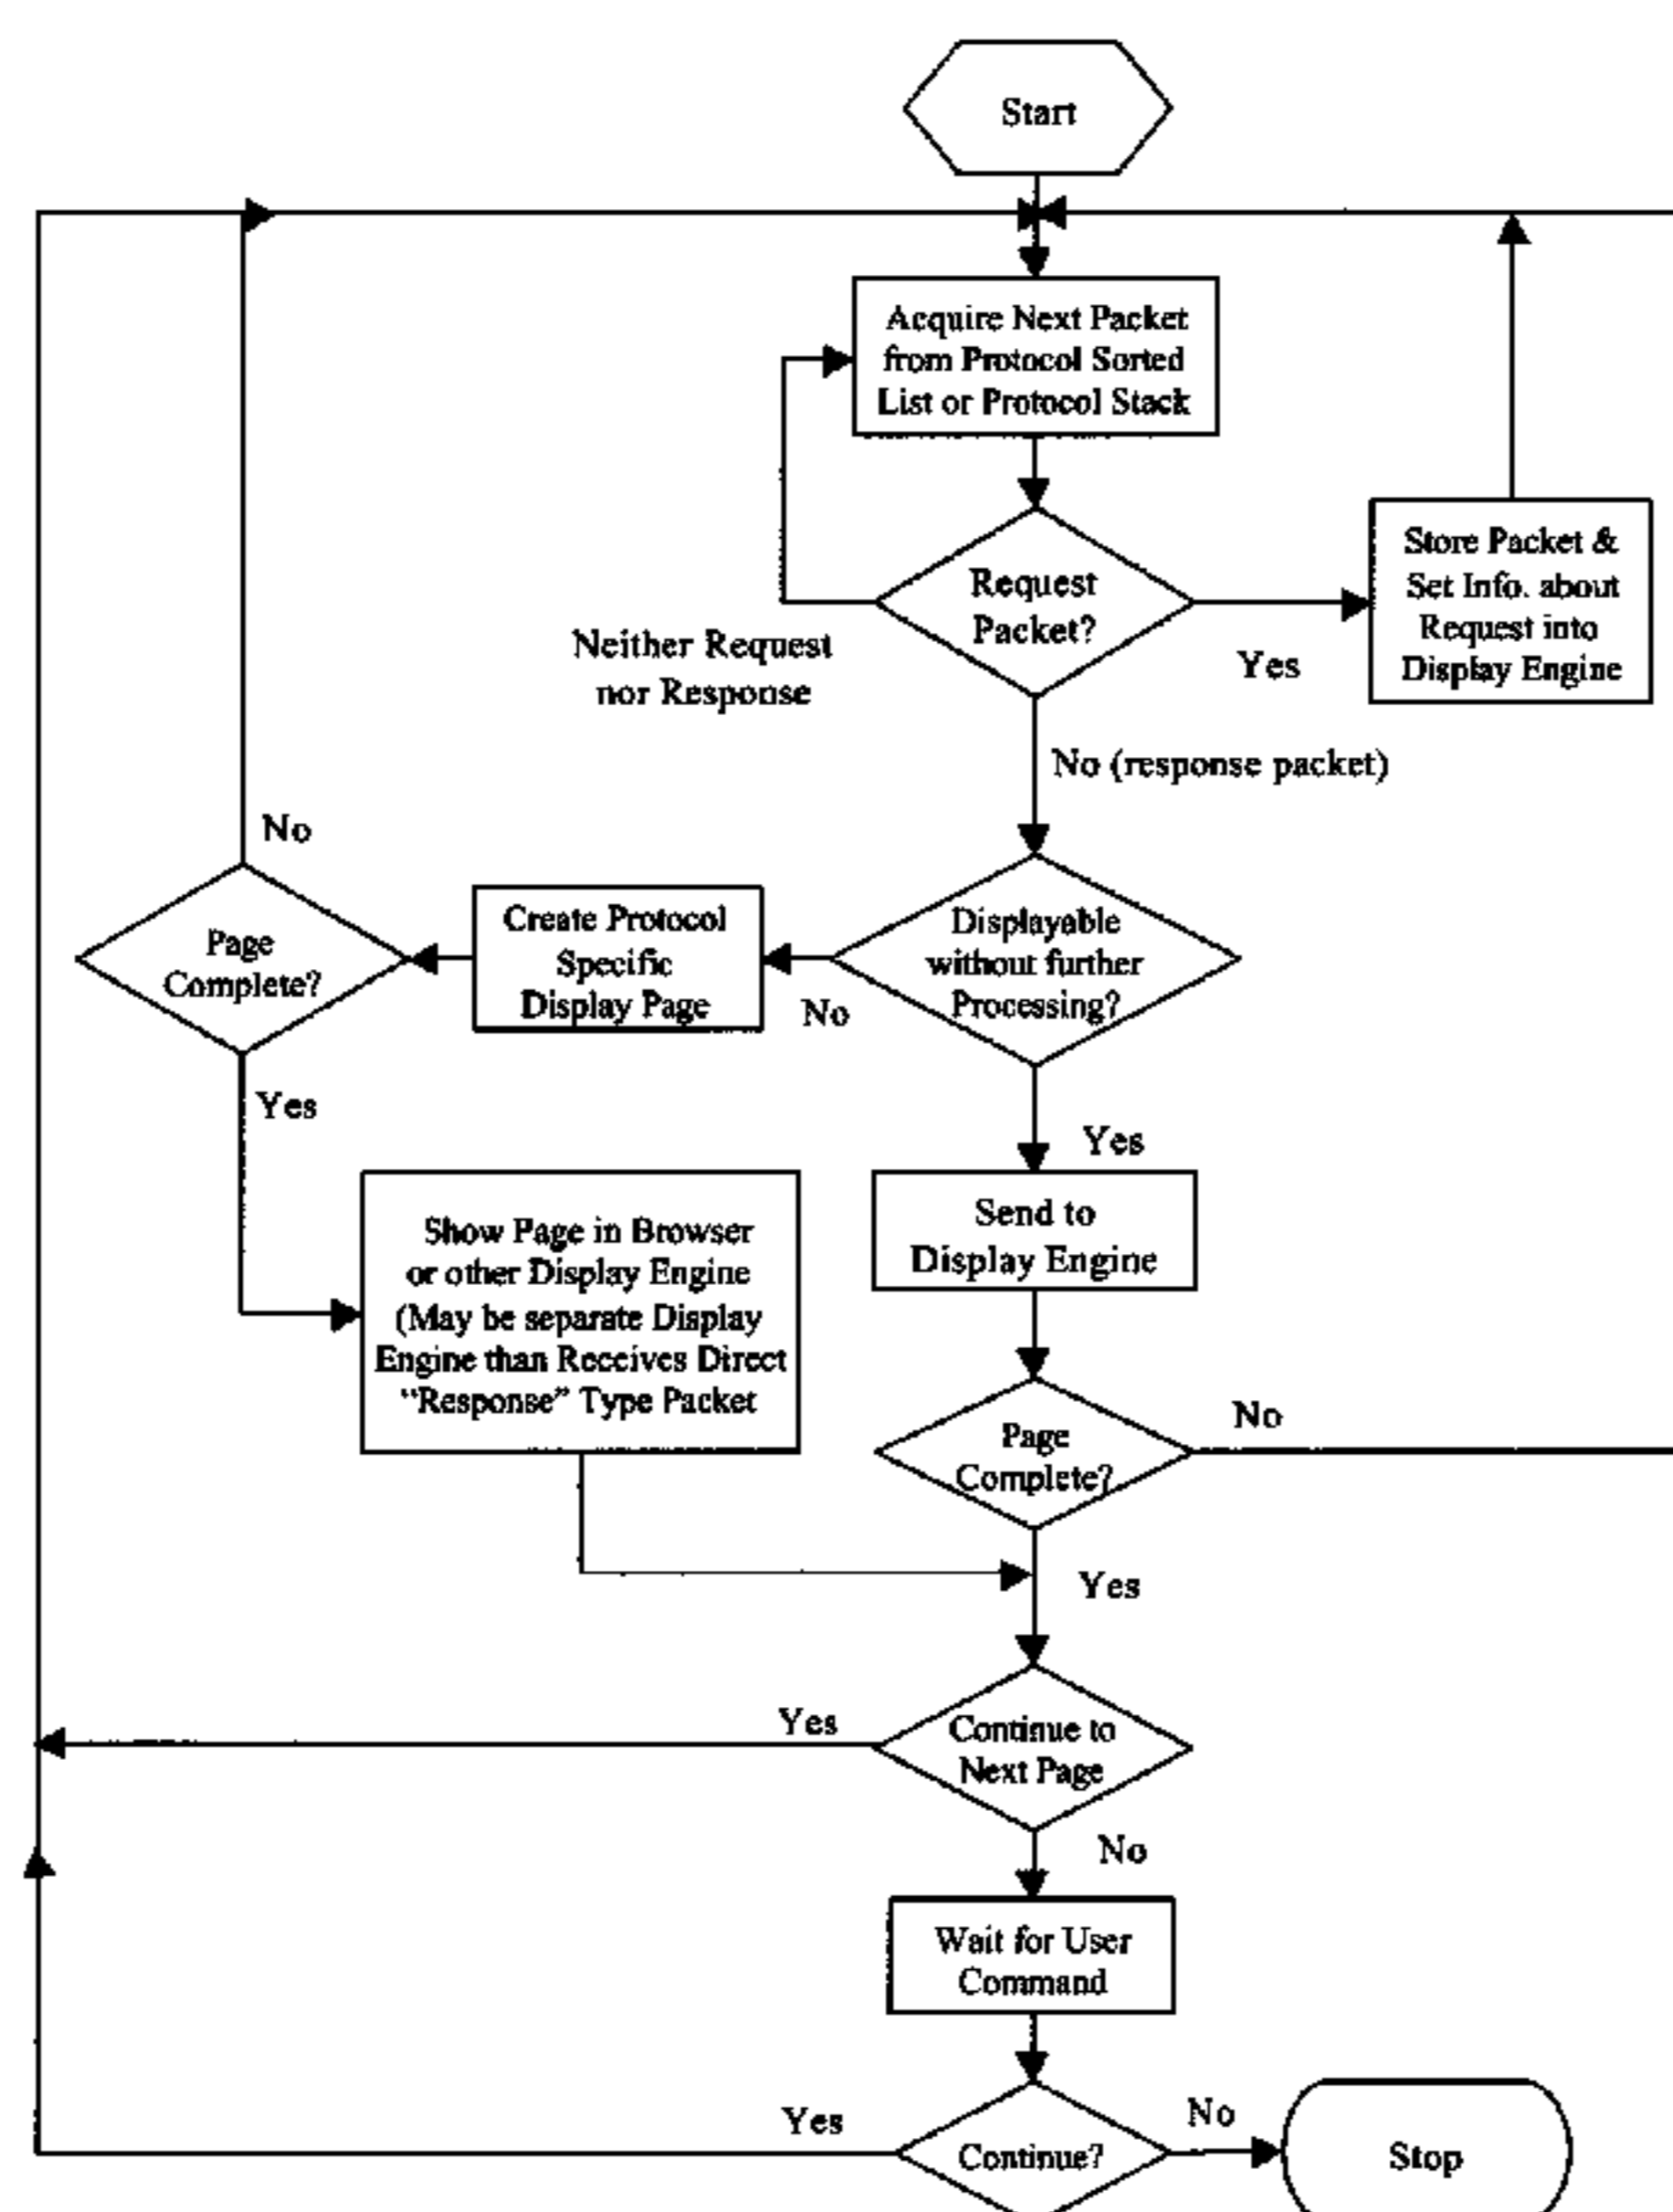 Start
Acquire Next Packet
from Protocol Sorted
List or Protocol Stack
Request
Packet?
Neither Request
nor Response
Yes
Store Packet &
Set Info. about
Request into
Display Engine
No (response packet)
No
Page
Complete?
Create Protocol
Specific
Display Page
No
Displayable
without further
Processing?
Yes
Yes
Show Page in Browser
or other Display Engine
(May be separate Display
Engine than Receives Direct
“Response” Type Packet
Send to
Display Engine
Page
Complete?
No
Yes
Yes
Continue to
Next Page
No
Wait for User
Command
Yes
Continue?
No
Stop